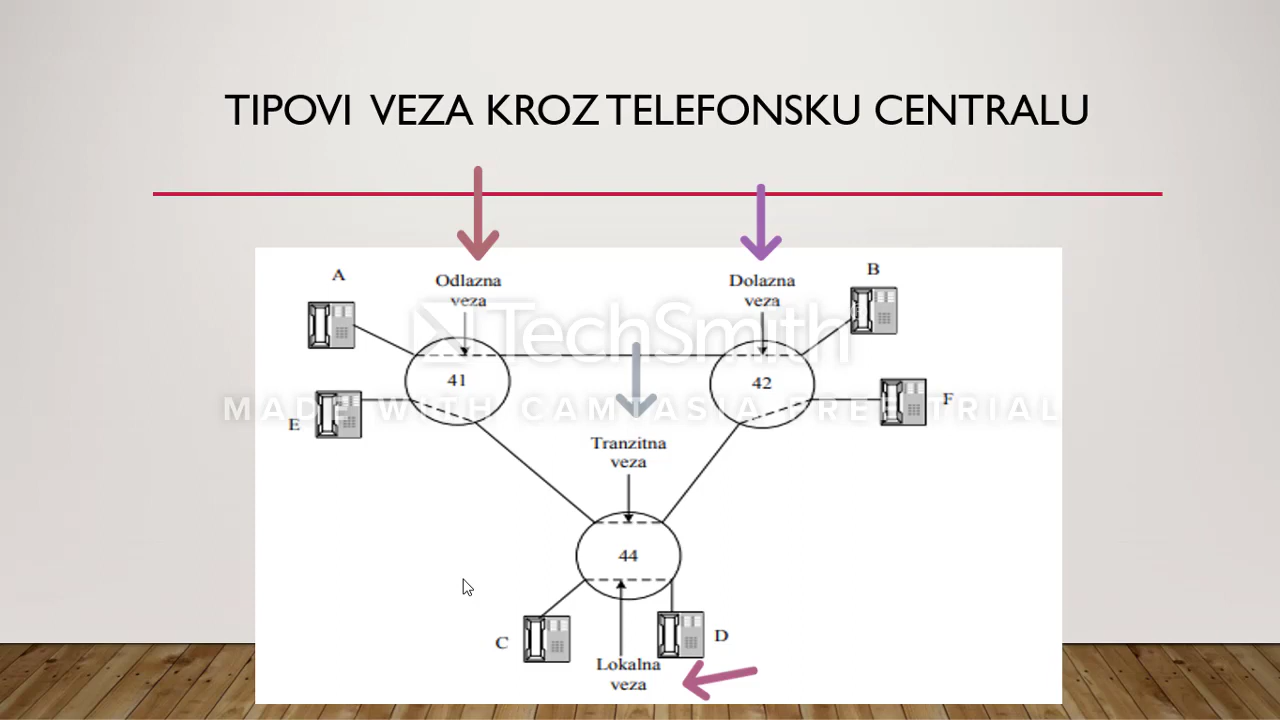 TIPOVI VEZA KROZ TELEFONSKU CENTRALU
A
Odlazna
veza
Dolazna
veza
B
TechSmith®
41
42
MADE WITH CAMTASIA FREE TRIAL
E
F
Tranzitna
veza
44
C
D
Lokalna
veza